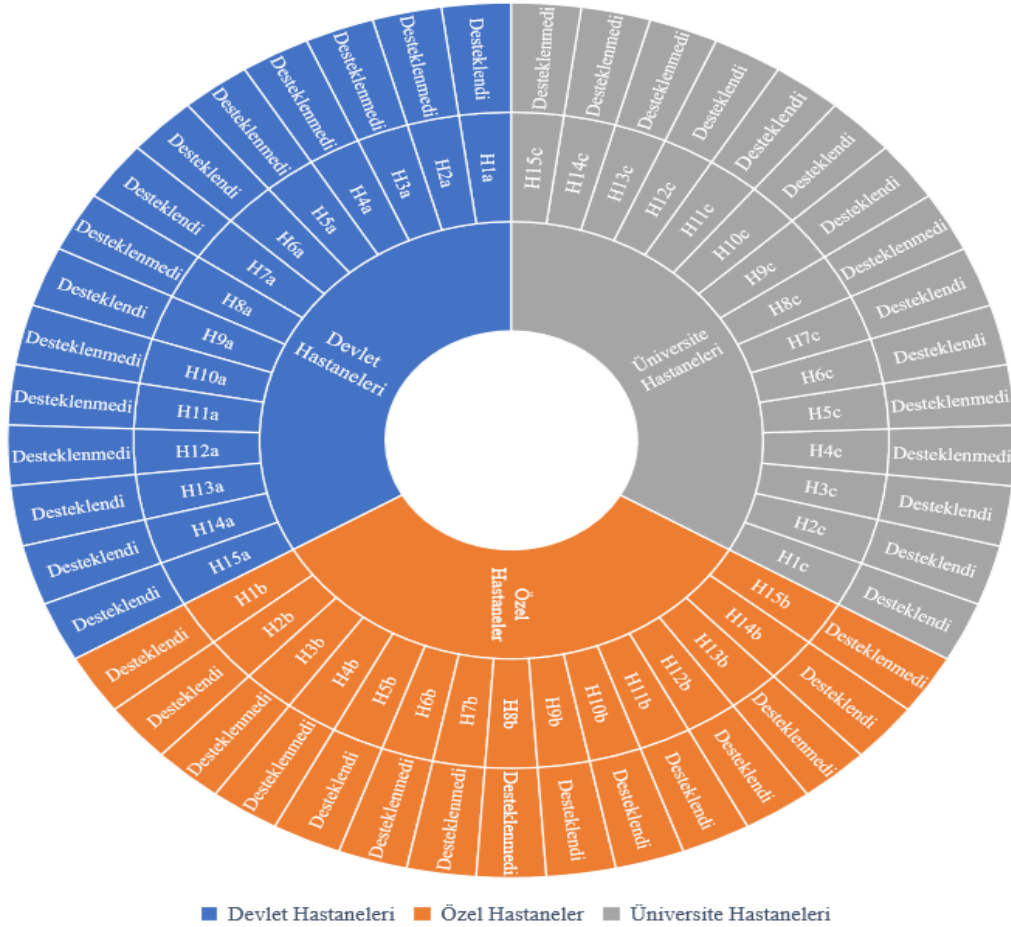 Devlet
Hastaneleri
H1a
Desteklendi
H2a
Desteklenmedi
H3a
Desteklenmedi
H4a
Desteklenmedi
H5a
Desteklenmedi
H6a
Desteklendi
H7a
Desteklendi
H8a
Desteklenmedi
H9a
Desteklendi
H10a
Desteklenmedi
H11a
Desteklenmedi
H12a
Desteklenmedi
H13a
Desteklendi
H14a
Desteklendi
H15a
Desteklendi
Özel
Hastaneler
H1b
Desteklendi
H2b
Desteklendi
H3b
Desteklenmedi
H4b
Desteklenmedi
H5b
Desteklendi
H6b
Desteklenmedi
H7b
Desteklenmedi
H8b
Desteklenmedi
H9b
Desteklendi
H10b
Desteklendi
H11b
Desteklendi
H12b
Desteklendi
H13b
Desteklenmedi
H14b
Desteklendi
H15b
Desteklenmedi
Üniversite
Hastaneleri
H1c
Desteklendi
H2c
Desteklendi
H3c
Desteklendi
H4c
Desteklenmedi
H5c
Desteklenmedi
H6c
Desteklendi
H7c
Desteklendi
H8c
Desteklenmedi
H9c
Desteklendi
H10c
Desteklendi
H11c
Desteklenmedi
H12c
Desteklendi
H13c
Desteklenmedi
H14c
Desteklenmedi
H15c
Desteklenmedi
Devlet Hastaneleri
Özel Hastaneler
Üniversite Hastaneleri